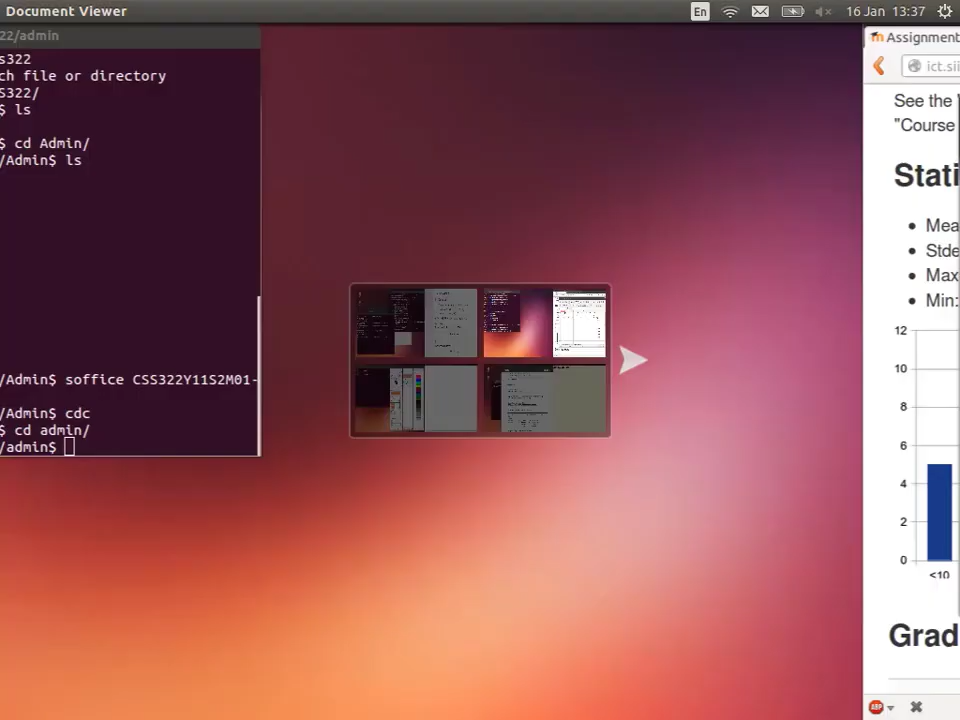 Document Viewer
En
16 Jan 13:37
22/admin
s322
ch file or directory
S322/
$ ls
$ cd Admin/
/Admin$ ls
/Admin$ soffice CSS322Y11S2M01-
/Admin$ cdc
$ cd admin/
/admin$
Assignment
ict.sii
See the
"Course
Stati
Mea
Stde
Max
Min:
12
10
8
6
4
2
0
<10
Grad
ABP